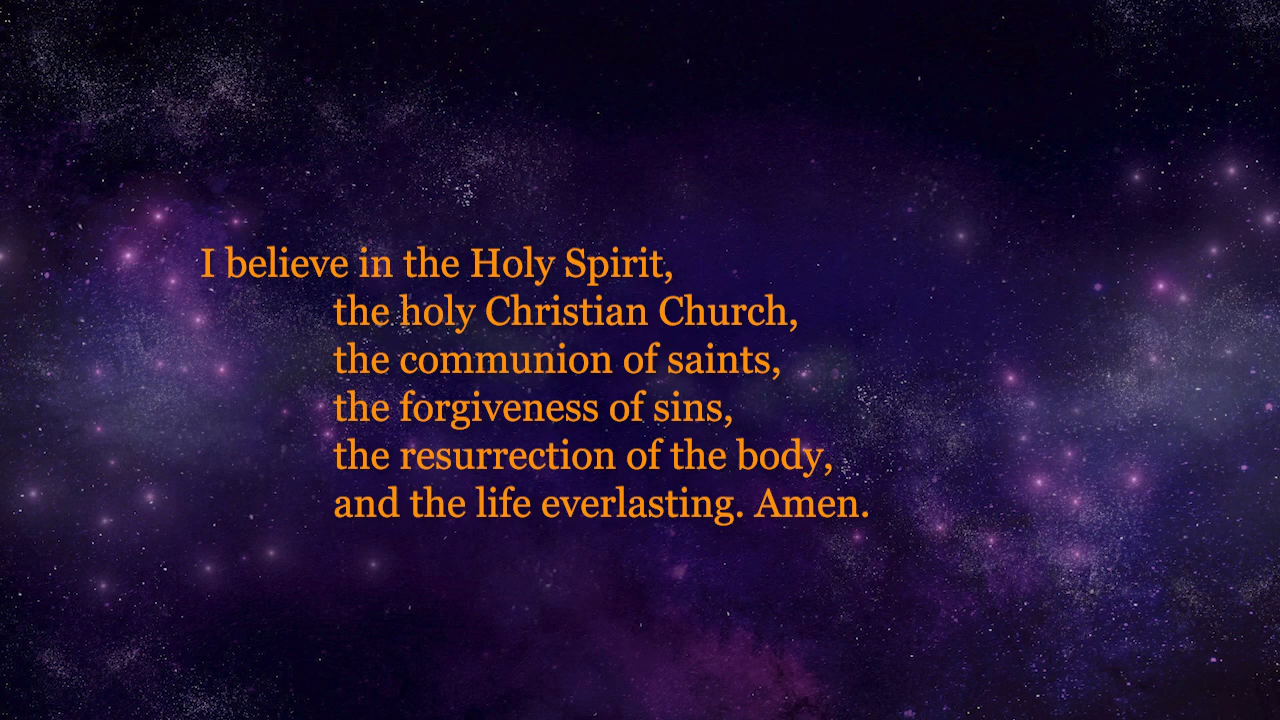 I believe in the Holy Spirit,
the holy Christian Church,
the communion of saints,
the forgiveness of sins,
the resurrection of the body,
and the life everlasting. Amen.